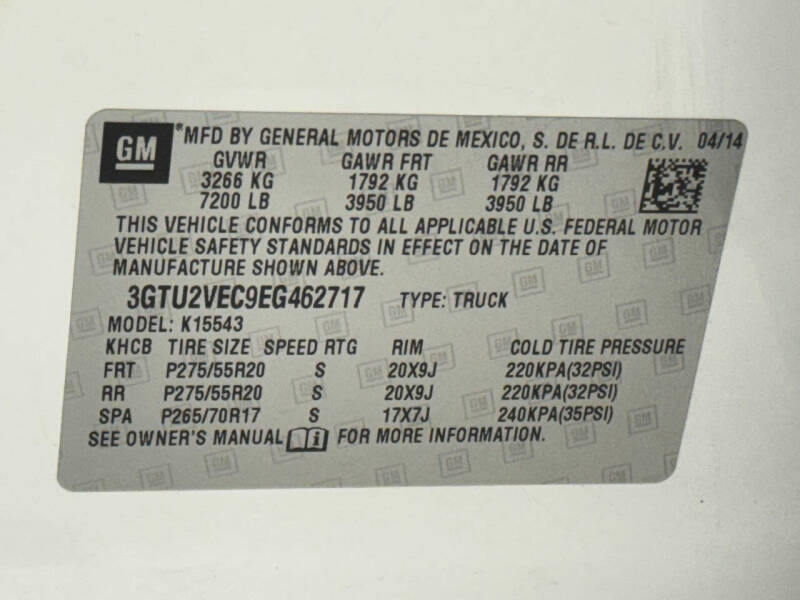 GM *MFD BY GENERAL MOTORS DE MEXICO, S. DE R.L. DE C.V. 04/14
GVWR GAWR FRT GAWR RR
3266 KG 1792 KG 1792 KG
7200 LB 3950 LB 3950 LB
THIS VEHICLE CONFORMS TO ALL APPLICABLE U.S. FEDERAL MOTOR
VEHICLE SAFETY STANDARDS IN EFFECT ON THE DATE OF
MANUFACTURE SHOWN ABOVE.
3GTU2VEC9EG462717 TYPE: TRUCK
MODEL: K15543
KHCB TIRE SIZE SPEED RTG RIM COLD TIRE PRESSURE
FRT P275/55R20 S 20X9J 220KPA(32PSI)
RR P275/55R20 S 20X9J 220KPA(32PSI)
SPA P265/70R17 S 17X7J 240KPA(35PSI)
SEE OWNER'S MANUAL FOR MORE INFORMATION.